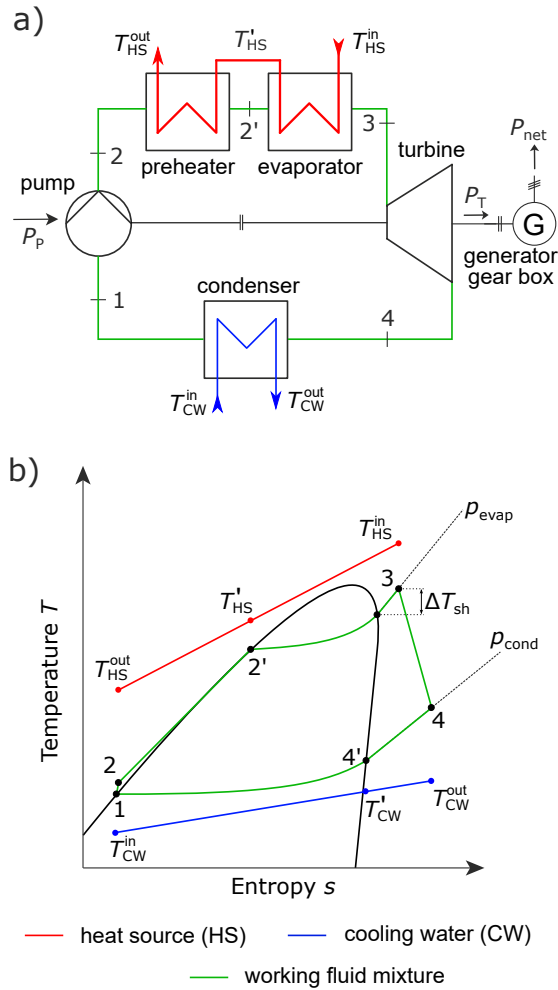 a)
T_HS^out
T'_HS
T_HS^in
2'
3
P_net
2
preheater
evaporator
turbine
pump
P_T
P_P
G
generator
gear box
condenser
1
4
T_CW^in
T_CW^out
b)
Temperature T
p_evap
T_HS^in
3
ΔT_sh
T'_HS
p_cond
T_HS^out
2'
4
2
4'
1
T_CW^out
T'_CW
T_CW^in
Entropy s
heat source (HS)
cooling water (CW)
working fluid mixture